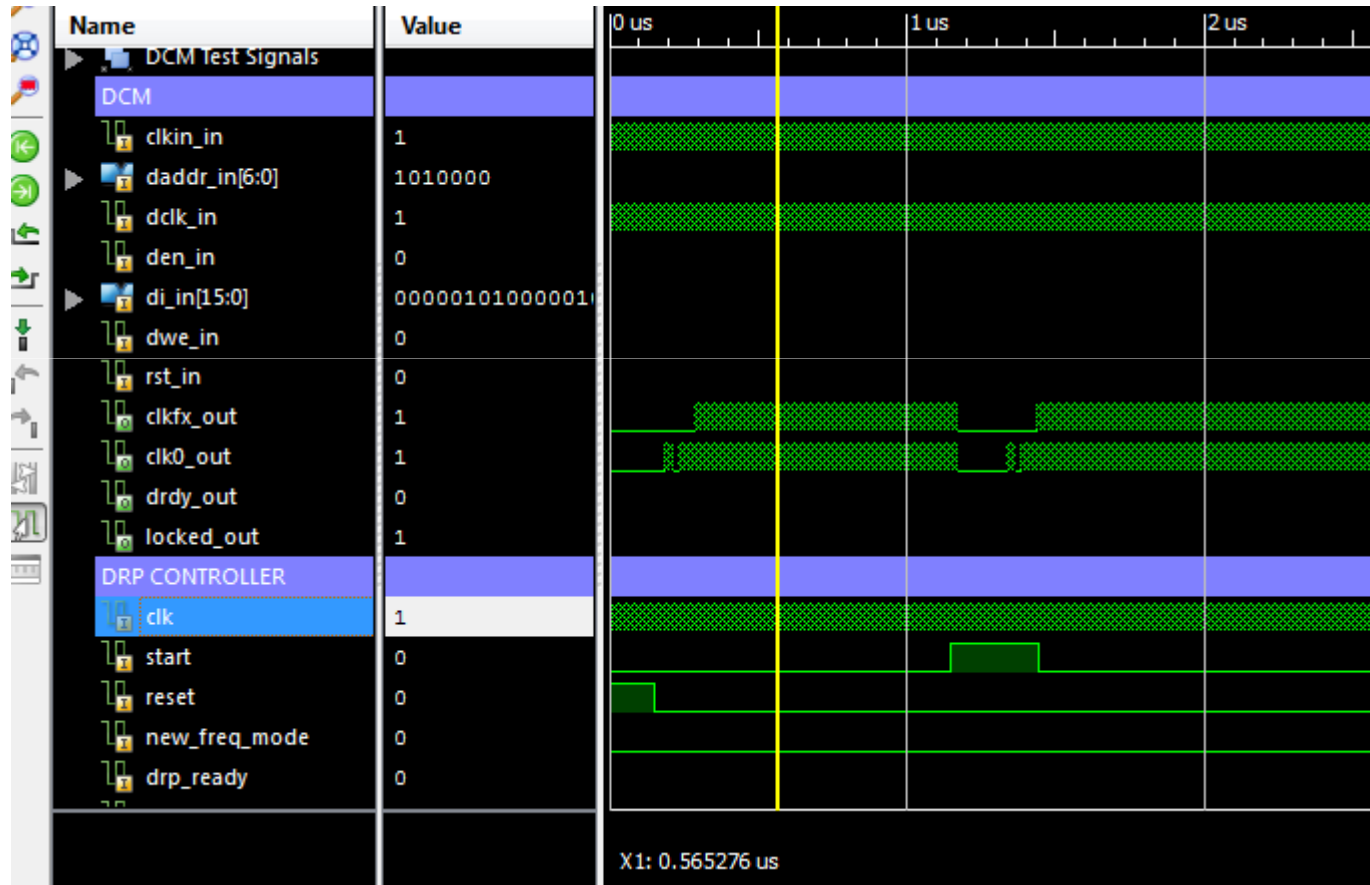 Name Value 0 us 1 us 2 us
DCM Test Signals
DCM
clkin_in 1
daddr_in[6:0] 1010000
dclk_in 1
den_in 0
di_in[15:0] 00000101000001
dwe_in 0
rst_in 0
clkfx_out 1
clk0_out 1
drdy_out 0
locked_out 1
DRP CONTROLLER
clk 1
start 0
reset 0
new_freq_mode 0
drp_ready 0
X1: 0.565276 us